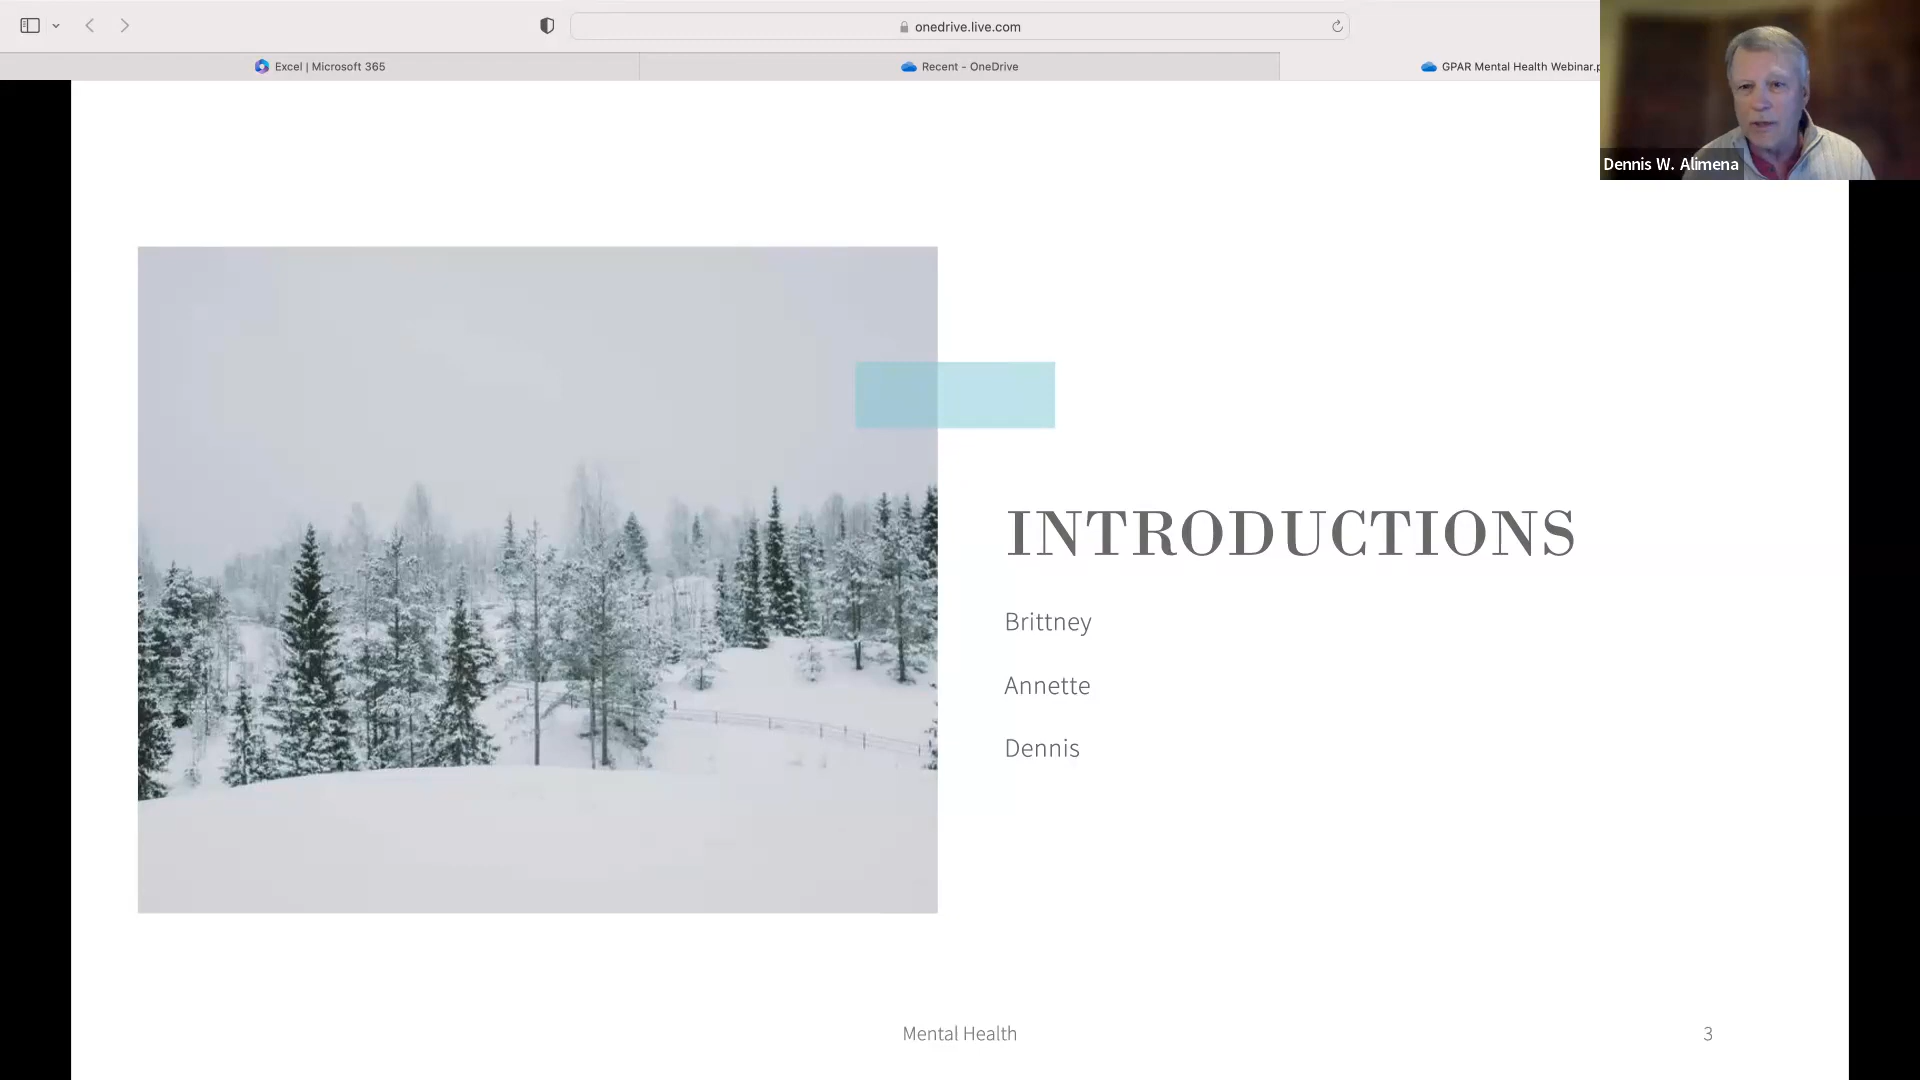 onedrive.live.com
Excel | Microsoft 365
Recent - OneDrive
GPAR Mental Health Webinar.p
Dennis W. Alimena
INTRODUCTIONS
Brittney
Annette
Dennis
Mental Health
3